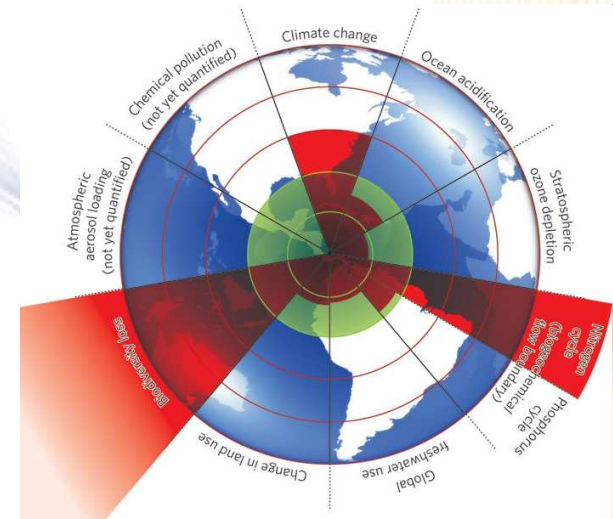 Climate change
Ocean acidification
Stratospheric
ozone depletion
Nitrogen
cycle
(biogeochemical
flow boundary)
Phosphorus
cycle
Global
freshwater use
Change in land use
Biodiversity loss
Atmospheric
aerosol loading
(not yet quantified)
Chemical pollution
(not yet quantified)